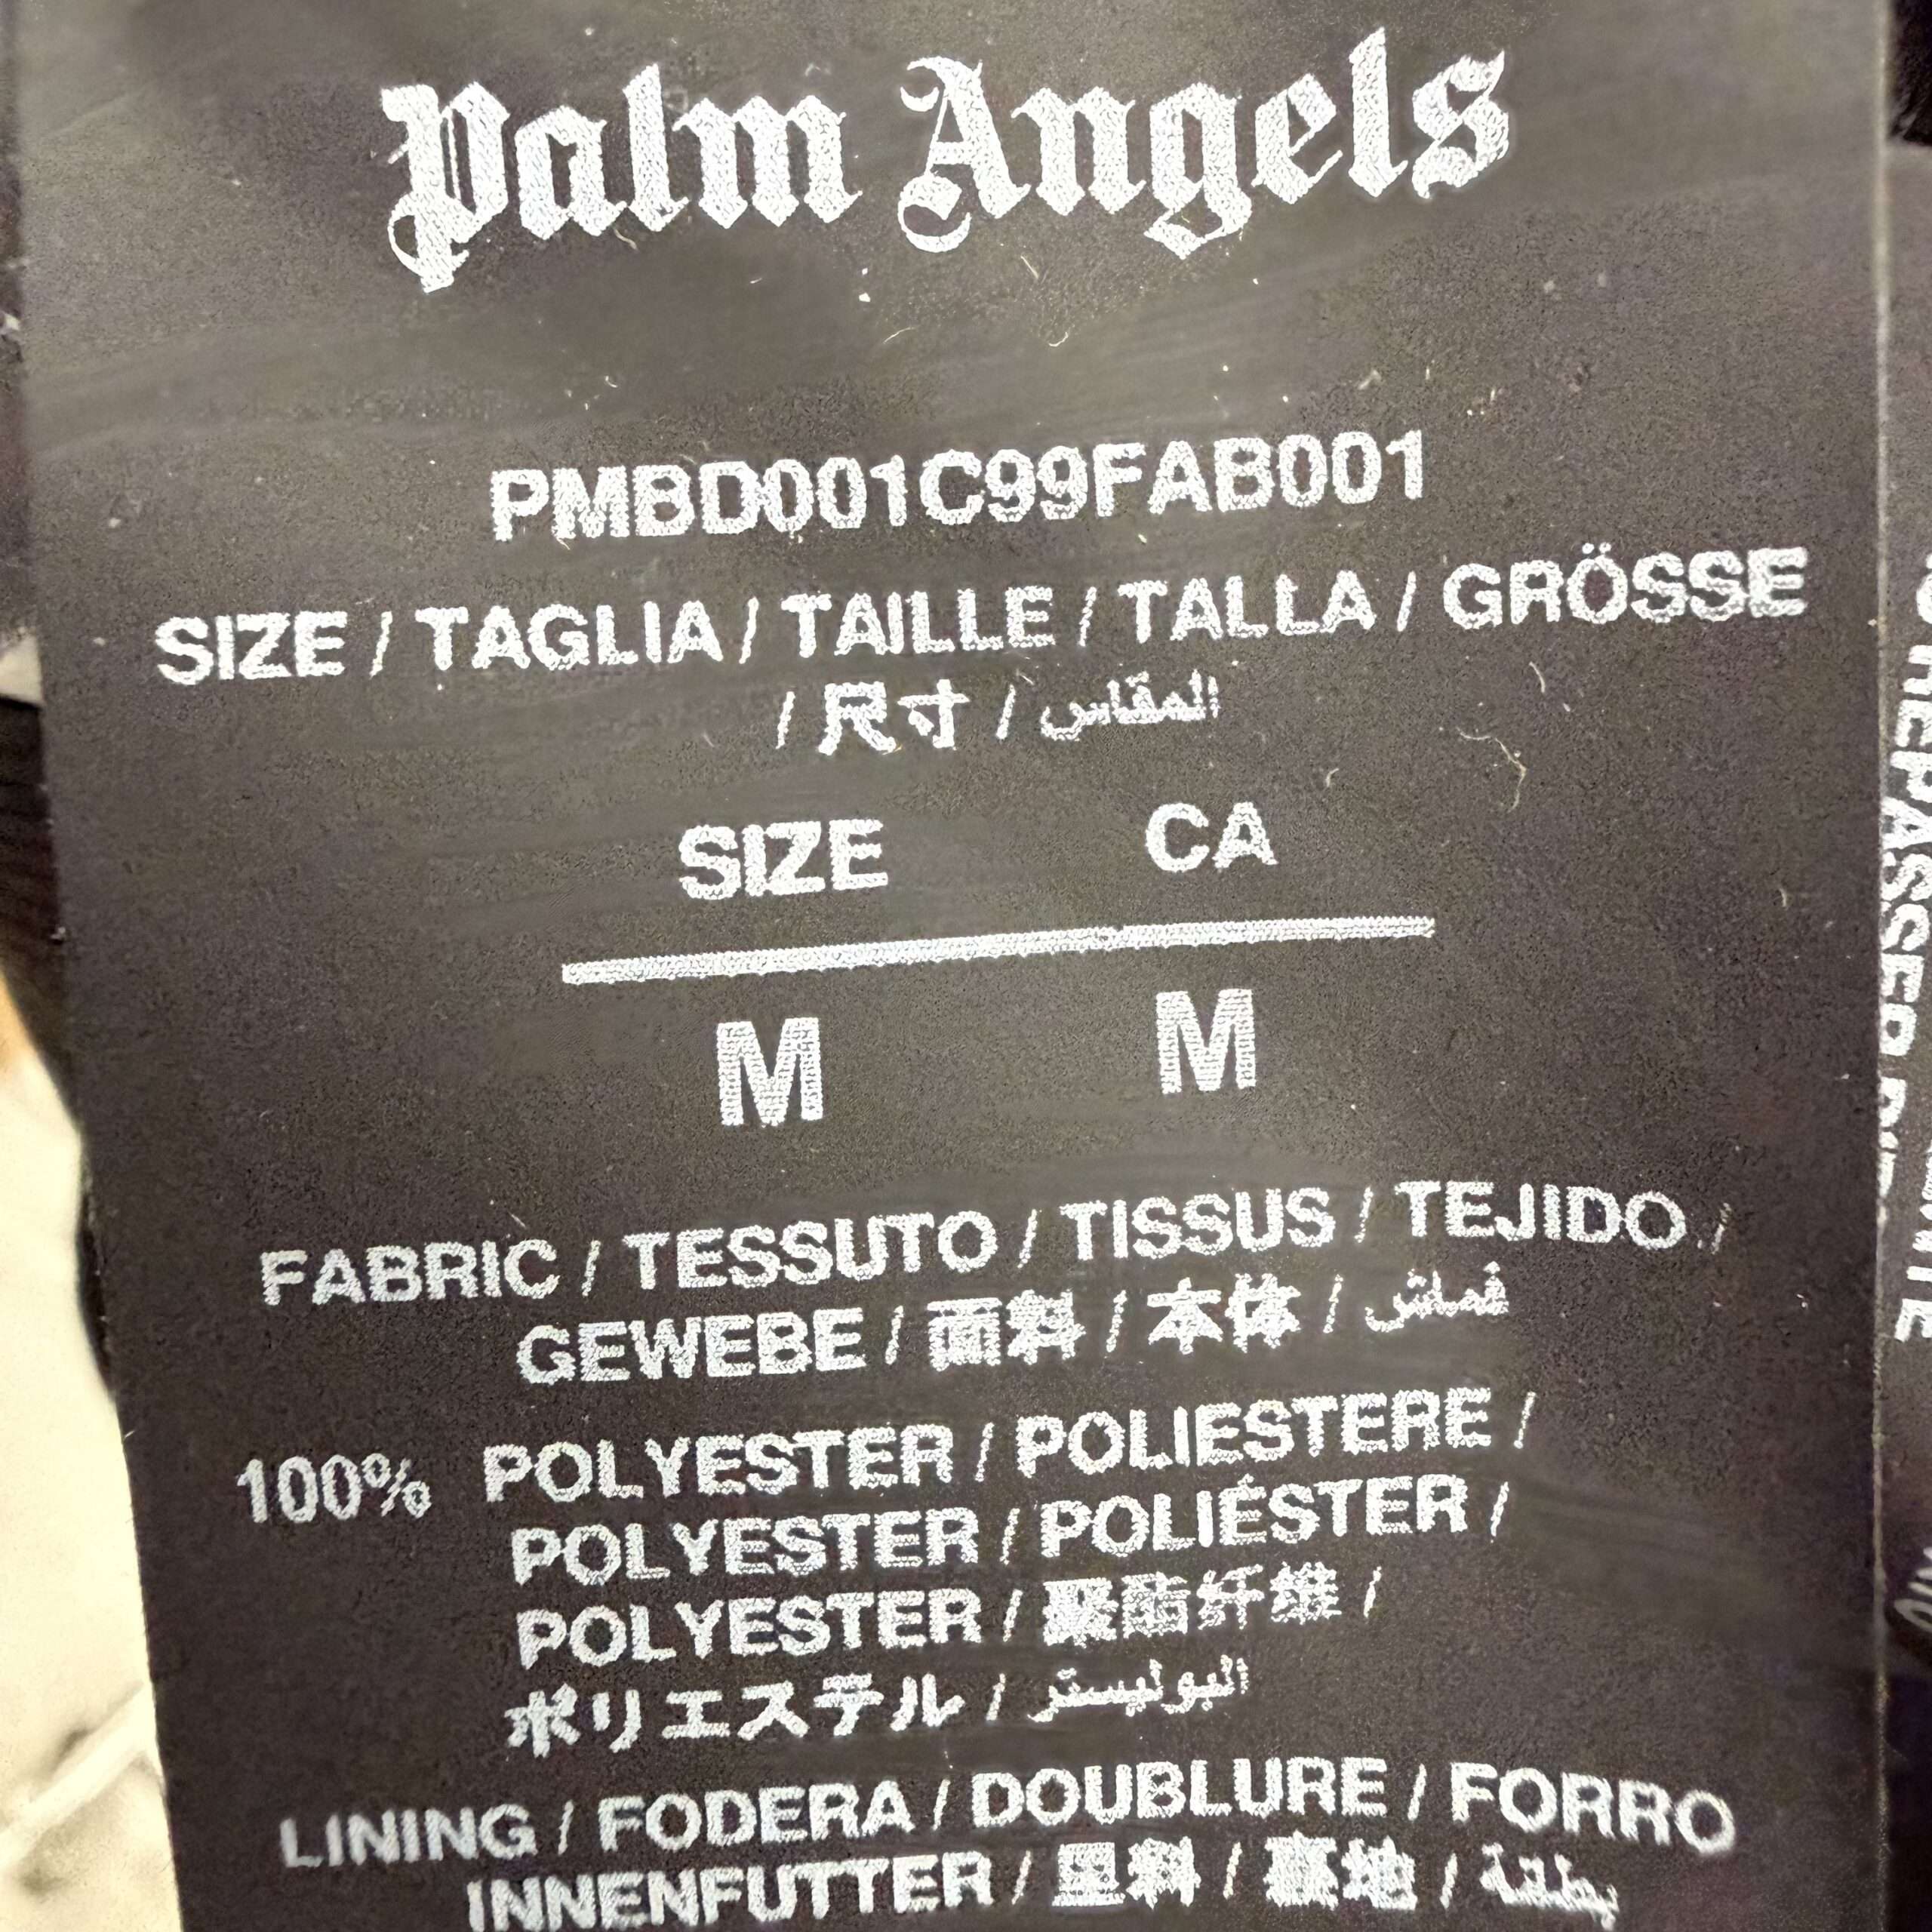 Palm Angels
PMBD001C99FAB001
SIZE / TAGLIA / TAILLE / TALLA / GRÖSSE
/ 尺寸 / المقاس
SIZE CA
M M
FABRIC / TESSUTO / TISSUS / TEJIDO /
GEWEBE / 面料 / 本体 / قماش
100% POLYESTER / POLIESTERE /
POLYESTER / POLIÉSTER /
POLYESTER / 聚酯纤维 /
ポリエステル / البوليستر
LINING / FODERA / DOUBLURE / FORRO
INNENFUTTER / 里料 / 裏地 / بطانة
REPASSER